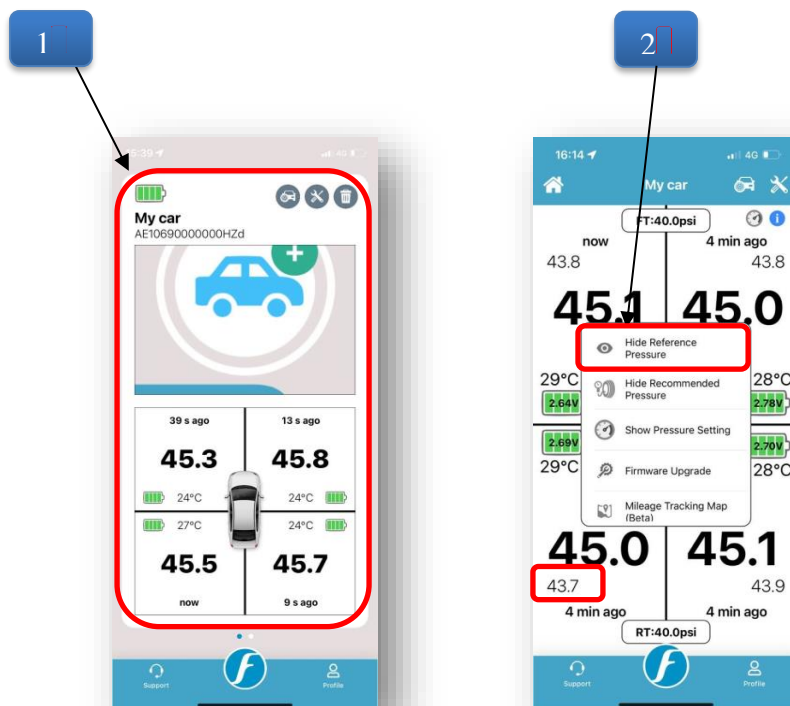 1
2
15:39
4G
My car
AE10690000000HZd
39 s ago
13 s ago
45.3
45.8
24°C
24°C
27°C
24°C
45.5
45.7
now
9 s ago
Support
Profile
16:14
4G
My car
FT:40.0psi
now
4 min ago
43.8
43.8
45.1
45.0
Hide Reference
Pressure
29°C
28°C
Hide Recommended
Pressure
2.64V
2.78V
Show Pressure Setting
2.69V
2.70V
29°C
28°C
Firmware Upgrade
Mileage Tracking Map
(Beta)
45.0
45.1
43.7
43.9
4 min ago
4 min ago
RT:40.0psi
Support
Profile